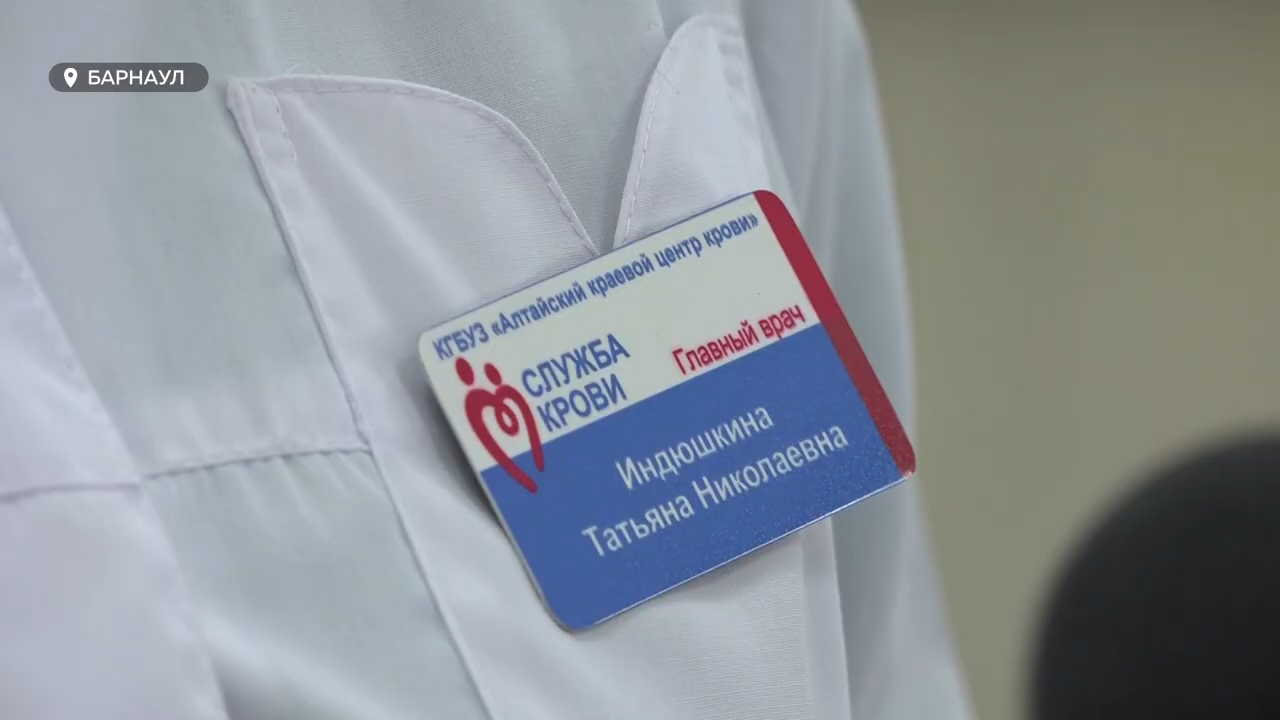 БАРНАУЛ
КГБУЗ «Алтайский краевой центр крови»
СЛУЖБА
КРОВИ
Главный врач
Индюшкина
Татьяна Николаевна